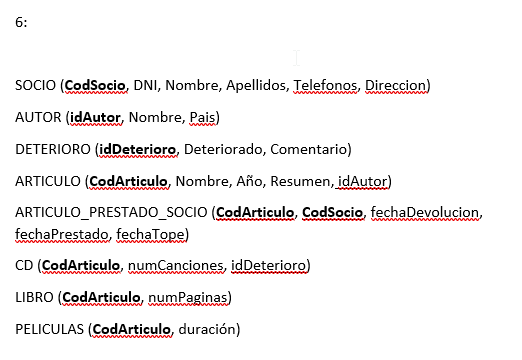 6:
SOCIO (CodSocio, DNI, Nombre, Apellidos, Telefonos, Direccion)
AUTOR (idAutor, Nombre, Pais)
DETERIORO (idDeterioro, Deteriorado, Comentario)
ARTICULO (CodArticulo, Nombre, Año, Resumen, idAutor)
ARTICULO_PRESTADO_SOCIO (CodArticulo, CodSocio, fechaDevolucion,
fechaPrestado, fechaTope)
CD (CodArticulo, numCanciones, idDeterioro)
LIBRO (CodArticulo, numPaginas)
PELICULAS (CodArticulo, duración)